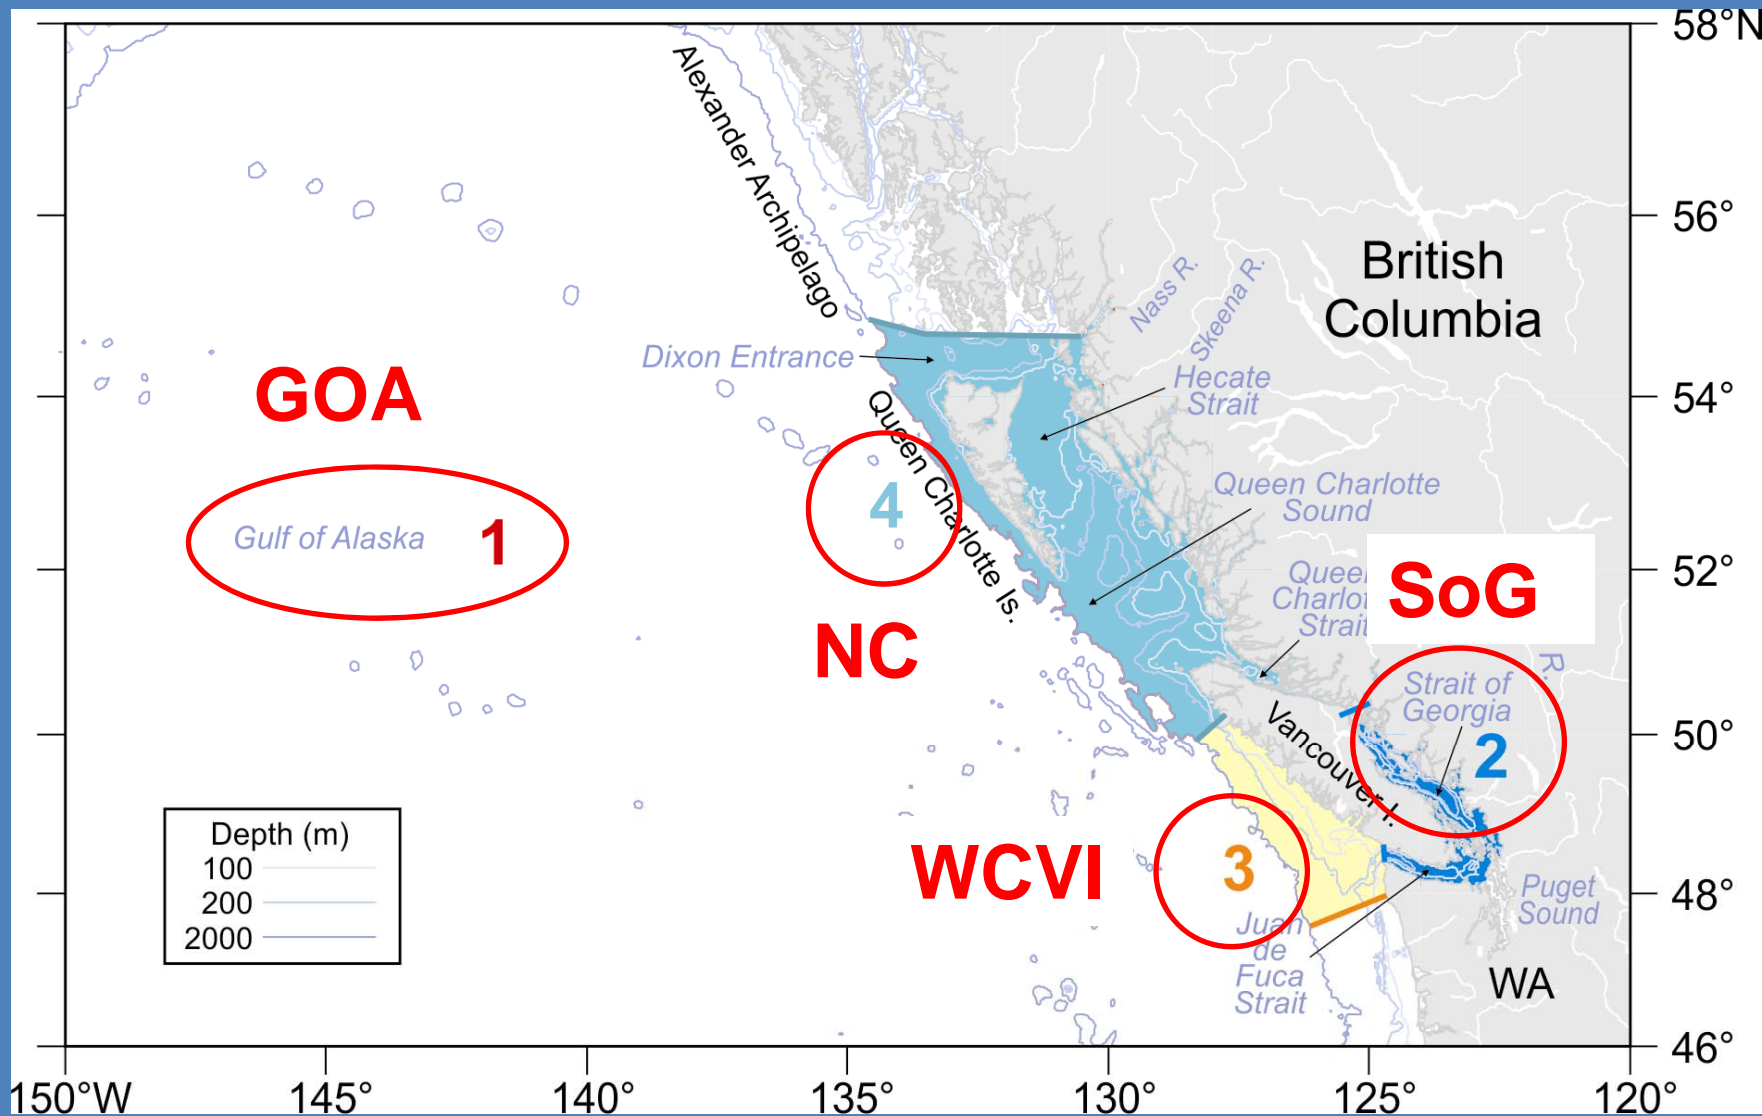 58°N
56°
54°
52°
50°
48°
46°
150°W
145°
140°
135°
130°
125°
120°
Alexander Archipelago
British
Columbia
Nass R.
Skeena R.
Dixon Entrance
Hecate
Strait
GOA
Gulf of Alaska
1
Queen Charlotte Is.
4
NC
Queen Charlotte
Sound
SoG
Strait
R.
Strait of
Georgia
2
Vancouver I.
WCVI
3
Juan
de
Fuca
Strait
Puget
Sound
WA
Depth (m)
100
200
2000